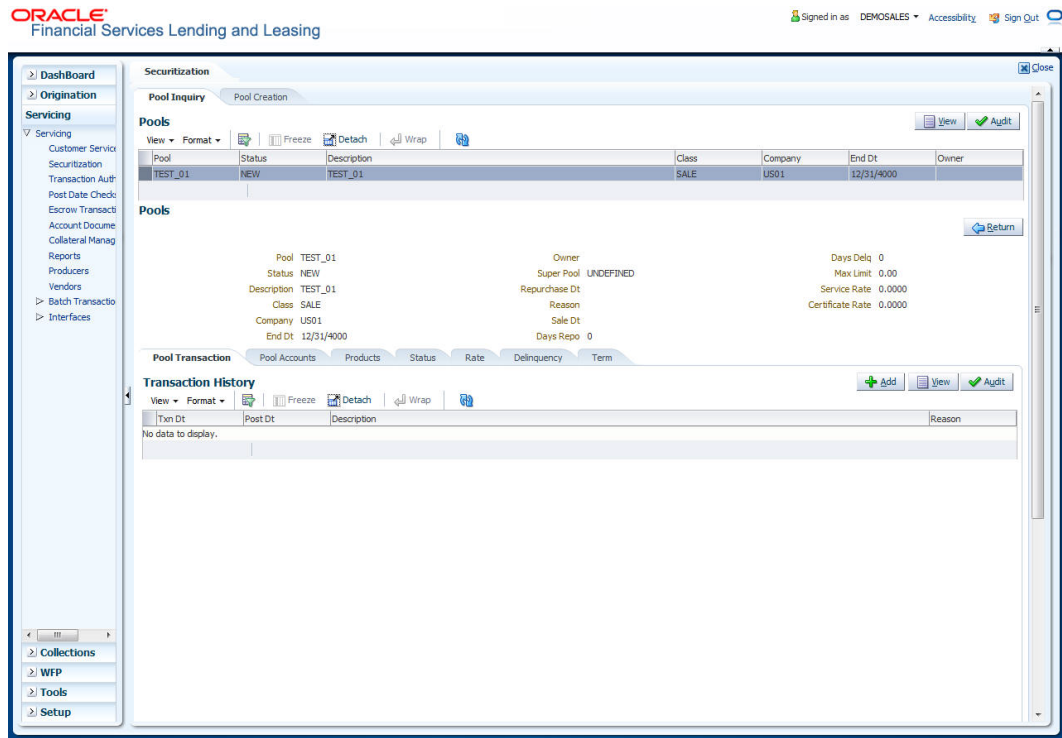 ORACLE
Financial Services Lending and Leasing
Signed in as DEMOSALES Accessibility Sign Out
Close
DashBoard
Origination
Servicing
Servicing
Customer Service
Securitization
Transaction Auth
Post Date Check
Escrow Transacti
Account Docume
Collateral Manag
Reports
Producers
Vendors
Batch Transactio
Interfaces
Collections
WFP
Tools
Setup
Securitization
Pool Inquiry Pool Creation
Pools
View Audit
View Format Freeze Detach Wrap
Pool Status Description Class Company End Dt Owner
TEST_01 NEW TEST_01 SALE US01 12/31/4000
Pools
Return
Pool TEST_01 Owner Days Delq 0
Status NEW Super Pool UNDEFINED Max Limit 0.00
Description TEST_01 Repurchase Dt Service Rate 0.0000
Class SALE Reason Certificate Rate 0.0000
Company US01 Sale Dt
End Dt 12/31/4000 Days Repo 0
Pool Transaction Pool Accounts Products Status Rate Delinquency Term
Transaction History
Add View Audit
View Format Freeze Detach Wrap
Txn Dt Post Dt Description Reason
No data to display.